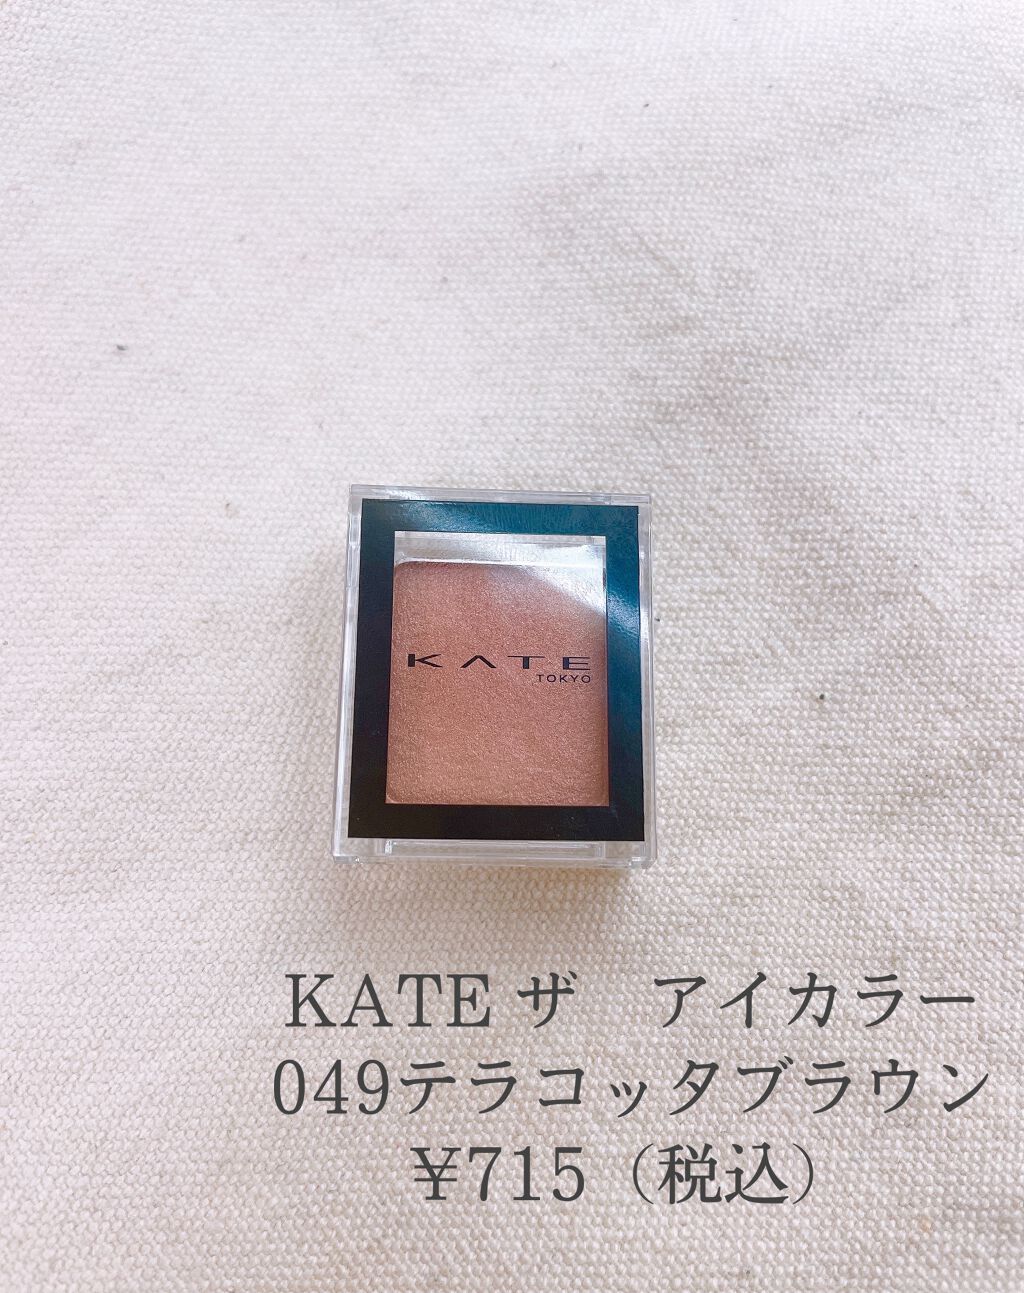 KATE
TOKYO
KATE ザ　アイカラー
049テラコッタブラウン
¥715（税込）